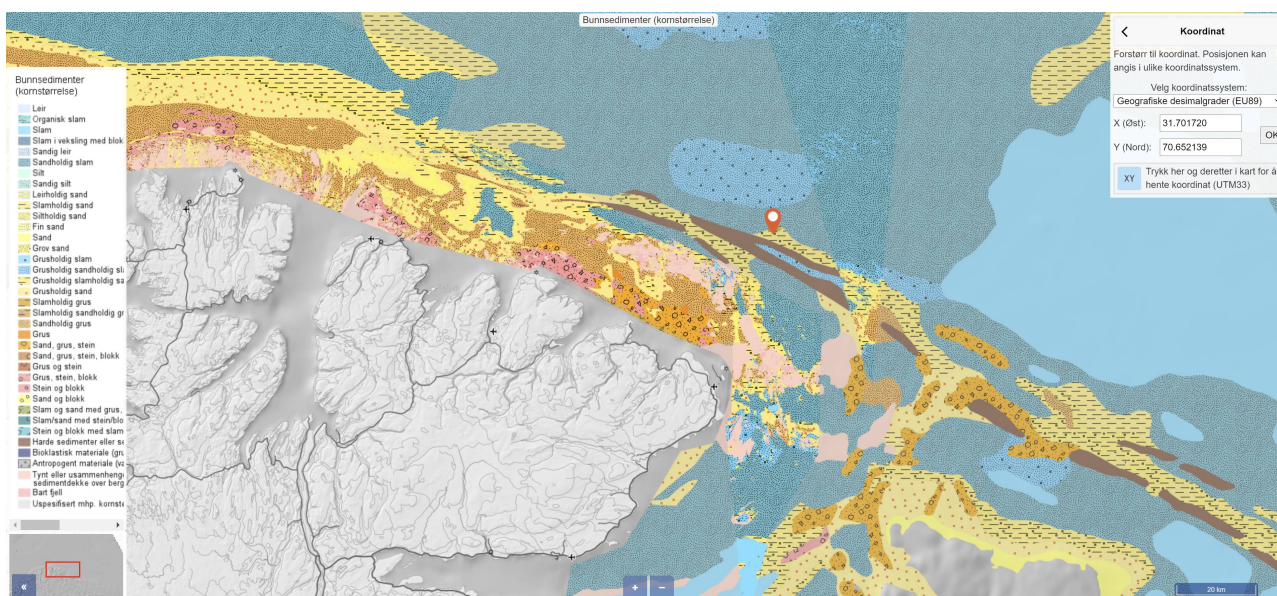 Bunnsedimenter (kornstørrelse)
Koordinat
Forstørr til koordinat. Posisjonen kan
angis i ulike koordinatsystem.
Velg koordinatsystem:
Geografiske desimalgrader (EU89)
X (Øst): 31.701720
OK
Y (Nord): 70.652139
XY
Trykk her og deretter i kart for å
hente koordinat (UTM33)
Bunnsedimenter
(kornstørrelse)
Leir
Organisk slam
Slam
Slam i veksling med blok
Sandig leir
Sandholdig slam
Silt
Sandig silt
Leirholdig sand
Slamholdig sand
Siltholdig sand
Fin sand
Sand
Grov sand
Grusholdig slam
Grusholdig sandholdig sl
Grusholdig slamholdig sa
Grusholdig sand
Slamholdig grus
Slamholdig sandholdig gr
Sandholdig grus
Grus
Sand, grus, stein
Sand, grus, stein, blokk
Grus og stein
Grus, stein, blokk
Stein og blokk
Sand og blokk
Slam og sand med grus,
Slam/sand med stein/blo
Stein og blokk med slam
Harde sedimenter eller se
Bioklastisk materiale (gru
Antropogent materiale (va
Tynt eller usammenheng
sedimentdekke over berg
Bart fjell
Uspesifisert mhp. kornst
«
+ −
20 km